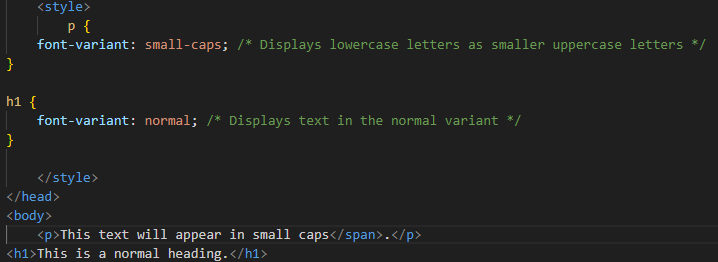 <style>
p {
font-variant: small-caps; /* Displays lowercase letters as smaller uppercase letters */
}
h1 {
font-variant: normal; /* Displays text in the normal variant */
}
</style>
</head>
<body>
<p>This text will appear in small caps</span>.</p>
<h1>This is a normal heading.</h1>